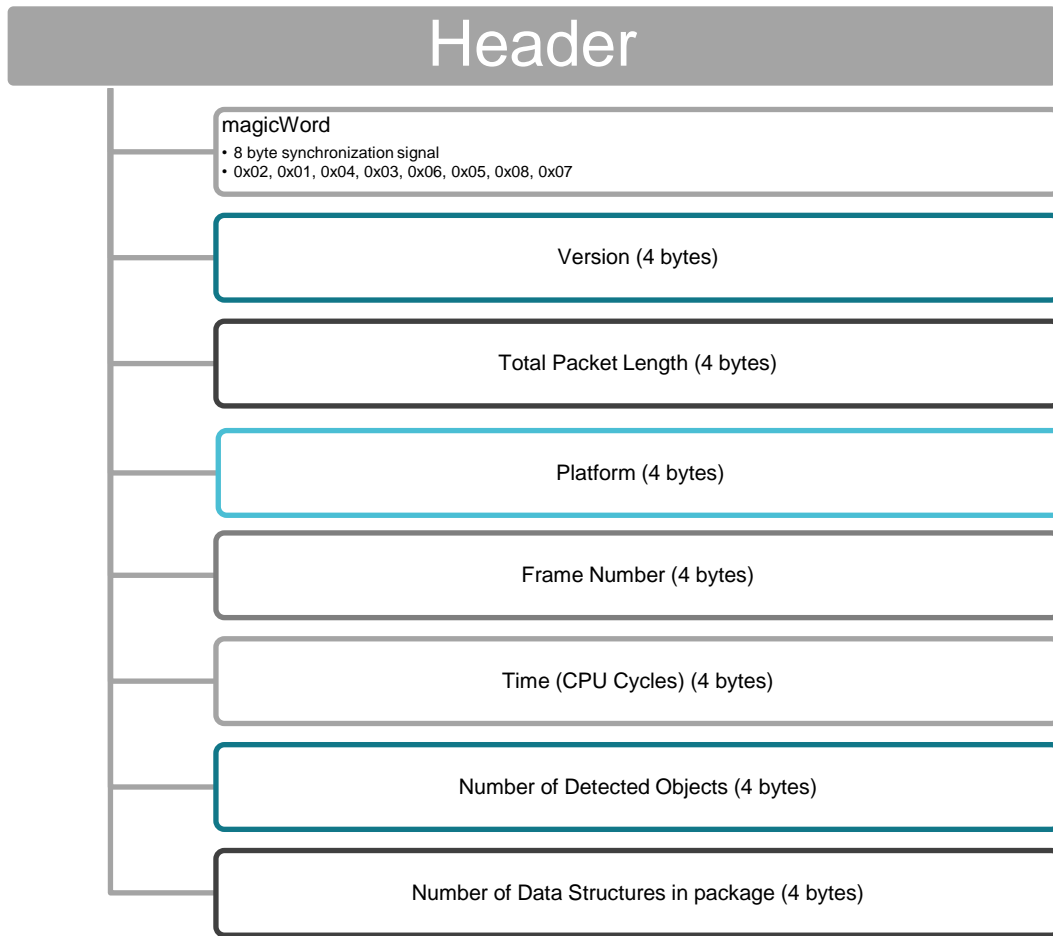 Header
magicWord
• 8 byte synchronization signal
• 0x02, 0x01, 0x04, 0x03, 0x06, 0x05, 0x08, 0x07
Version (4 bytes)
Total Packet Length (4 bytes)
Platform (4 bytes)
Frame Number (4 bytes)
Time (CPU Cycles) (4 bytes)
Number of Detected Objects (4 bytes)
Number of Data Structures in package (4 bytes)